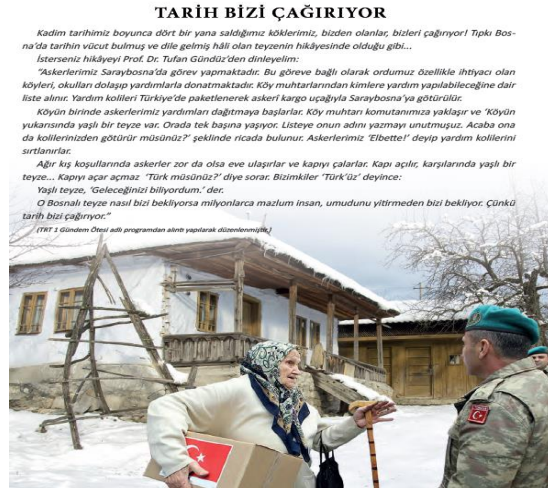 TARİH BİZİ ÇAĞIRIYOR
Kadim tarihimiz boyunca dört bir yana saldığımız köklerimiz, bizden olanlar, bizleri çağırıyor! Tıpkı Bos-
na’da tarihin vücut bulmuş ve dile gelmiş hâli olan teyzenin hikâyesinde olduğu gibi...
İsterseniz hikâyeyi Prof. Dr. Tufan Gündüz’den dinleyelim:
“Askerlerimiz Saraybosna’da görev yapmaktadır. Bu göreve bağlı olarak ordumuz özellikle ihtiyacı olan
köyleri, okulları dolaşıp yardımlarla donatmaktadır. Köy muhtarlarından kimlere yardım yapılabileceğine dair
liste alınır. Yardım kolileri Türkiye’de paketlenerek askerî kargo uçağıyla Saraybosna’ya götürülür.
Köyün birinde askerlerimiz yardımları dağıtmaya başlarlar. Köy muhtarı komutanımıza yaklaşır ve ‘Köyün
yukarısında yaşlı bir teyze var. Orada tek başına yaşıyor. Listeye onun adını yazmayı unutmuşuz. Acaba ona
da kolilerinizden götürür müsünüz?’ şeklinde ricada bulunur. Askerlerimiz ‘Elbette!’ deyip yardım kolilerini
sırtlanırlar.
Ağır kış koşullarında askerler zor da olsa eve ulaşırlar ve kapıyı çalarlar. Kapı açılır, karşılarında yaşlı bir
teyze... Kapıyı açar açmaz ‘Türk müsünüz?’ diye sorar. Bizimkiler ‘Türk’üz’ deyince:
Yaşlı teyze, ‘Geleceğinizi biliyordum.’ der.
O Bosnalı teyze nasıl bizi bekliyorsa milyonlarca mazlum insan, umudunu yitirmeden bizi bekliyor. Çünkü
tarih bizi çağırıyor.”
(TRT 1 Gündem Ötesi adlı programdan alıntı yapılarak düzenlenmiştir.)